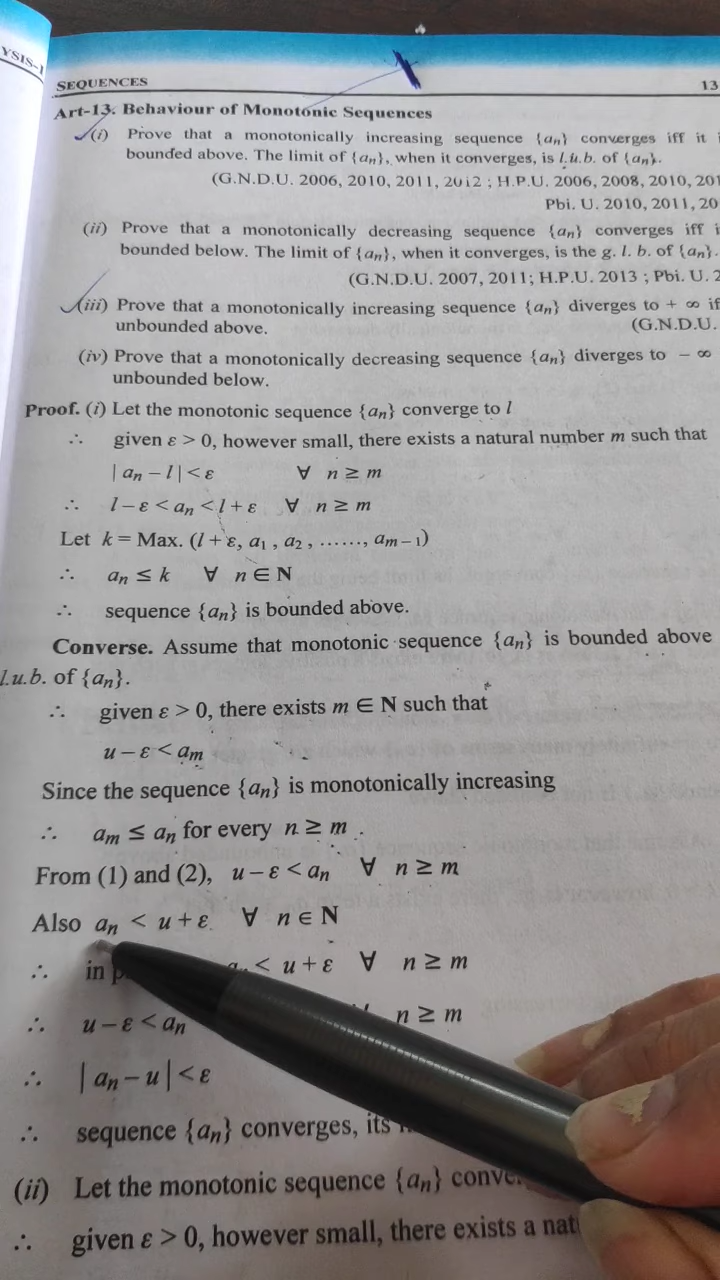 YSIS-I
SEQUENCES 13
Art-13. Behaviour of Monotonic Sequences
(i) Prove that a monotonically increasing sequence {aₙ} converges iff it
bounded above. The limit of {aₙ}, when it converges, is l.u.b. of {aₙ}.
(G.N.D.U. 2006, 2010, 2011, 2012 ; H.P.U. 2006, 2008, 2010, 201
Pbi. U. 2010, 2011, 20
(ii) Prove that a monotonically decreasing sequence {aₙ} converges iff i
bounded below. The limit of {aₙ}, when it converges, is the g. l. b. of {aₙ}.
(G.N.D.U. 2007, 2011; H.P.U. 2013 ; Pbi. U. 2
(iii) Prove that a monotonically increasing sequence {aₙ} diverges to + ∞ if
unbounded above. (G.N.D.U.
(iv) Prove that a monotonically decreasing sequence {aₙ} diverges to − ∞
unbounded below.
Proof. (i) Let the monotonic sequence {aₙ} converge to l
∴ given ε > 0, however small, there exists a natural number m such that
| aₙ − l | < ε ∀ n ≥ m
∴ l − ε < aₙ < l + ε ∀ n ≥ m
Let k = Max. (l + ε, a₁ , a₂ , ......, aₘ₋₁)
∴ aₙ ≤ k ∀ n ∈ N
∴ sequence {aₙ} is bounded above.
Converse. Assume that monotonic sequence {aₙ} is bounded above
l.u.b. of {aₙ}.
∴ given ε > 0, there exists m ∈ N such that
u − ε < aₘ
Since the sequence {aₙ} is monotonically increasing
∴ aₘ ≤ aₙ for every n ≥ m .
From (1) and (2), u − ε < aₙ ∀ n ≥ m
Also aₙ < u + ε ∀ n ∈ N
∴ in < u + ε ∀ n ≥ m
∴ u − ε < aₙ n ≥ m
∴ | aₙ − u | < ε
∴ sequence {aₙ} converges, its
(ii) Let the monotonic sequence {aₙ} conve
∴ given ε > 0, however small, there exists a nat